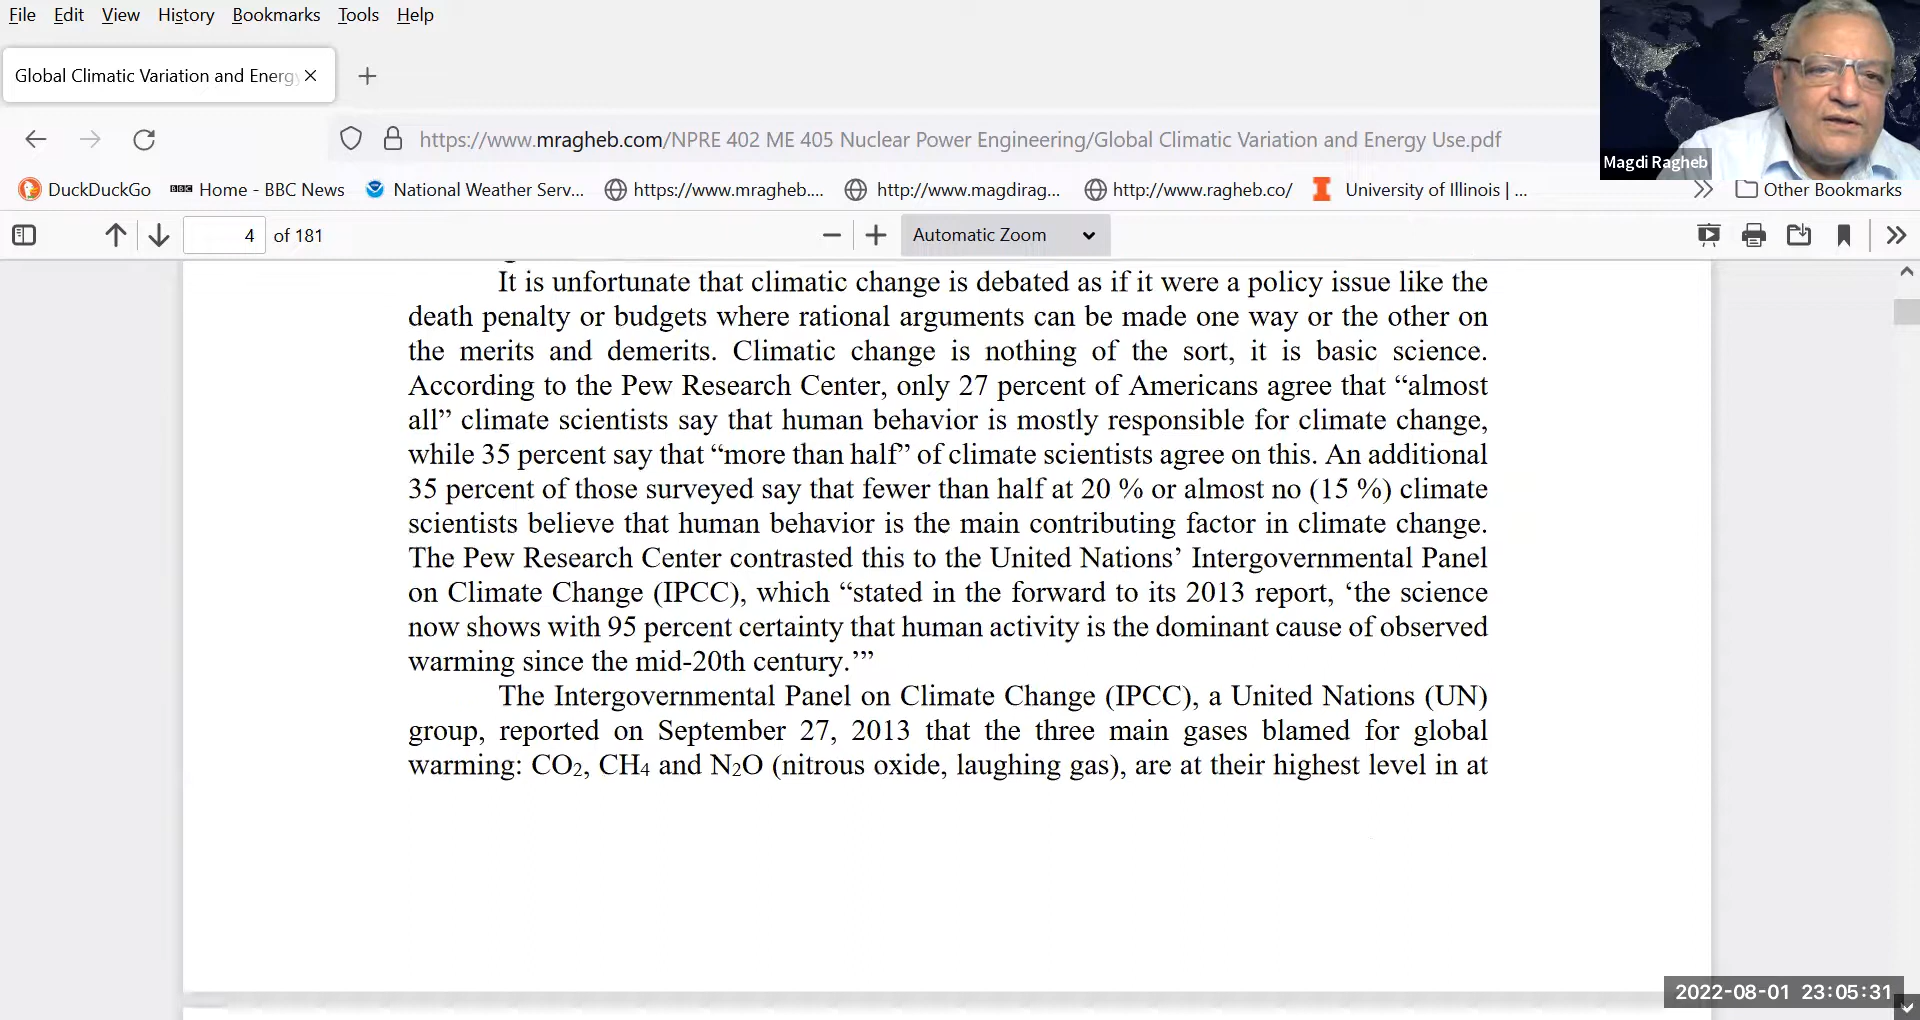 File Edit View History Bookmarks Tools Help
Global Climatic Variation and Energ
https://www.mragheb.com/NPRE 402 ME 405 Nuclear Power Engineering/Global Climatic Variation and Energy Use.pdf
Magdi Ragheb
DuckDuckGo BBC Home - BBC News National Weather Serv... https://www.mragheb.... http://www.magdirag... http://www.ragheb.co/ University of Illinois | ... Other Bookmarks
4 of 181 Automatic Zoom
It is unfortunate that climatic change is debated as if it were a policy issue like the
death penalty or budgets where rational arguments can be made one way or the other on
the merits and demerits. Climatic change is nothing of the sort, it is basic science.
According to the Pew Research Center, only 27 percent of Americans agree that “almost
all” climate scientists say that human behavior is mostly responsible for climate change,
while 35 percent say that “more than half” of climate scientists agree on this. An additional
35 percent of those surveyed say that fewer than half at 20 % or almost no (15 %) climate
scientists believe that human behavior is the main contributing factor in climate change.
The Pew Research Center contrasted this to the United Nations’ Intergovernmental Panel
on Climate Change (IPCC), which “stated in the forward to its 2013 report, ‘the science
now shows with 95 percent certainty that human activity is the dominant cause of observed
warming since the mid-20th century.’”
The Intergovernmental Panel on Climate Change (IPCC), a United Nations (UN)
group, reported on September 27, 2013 that the three main gases blamed for global
warming: CO2, CH4 and N2O (nitrous oxide, laughing gas), are at their highest level in at
2022-08-01 23:05:31